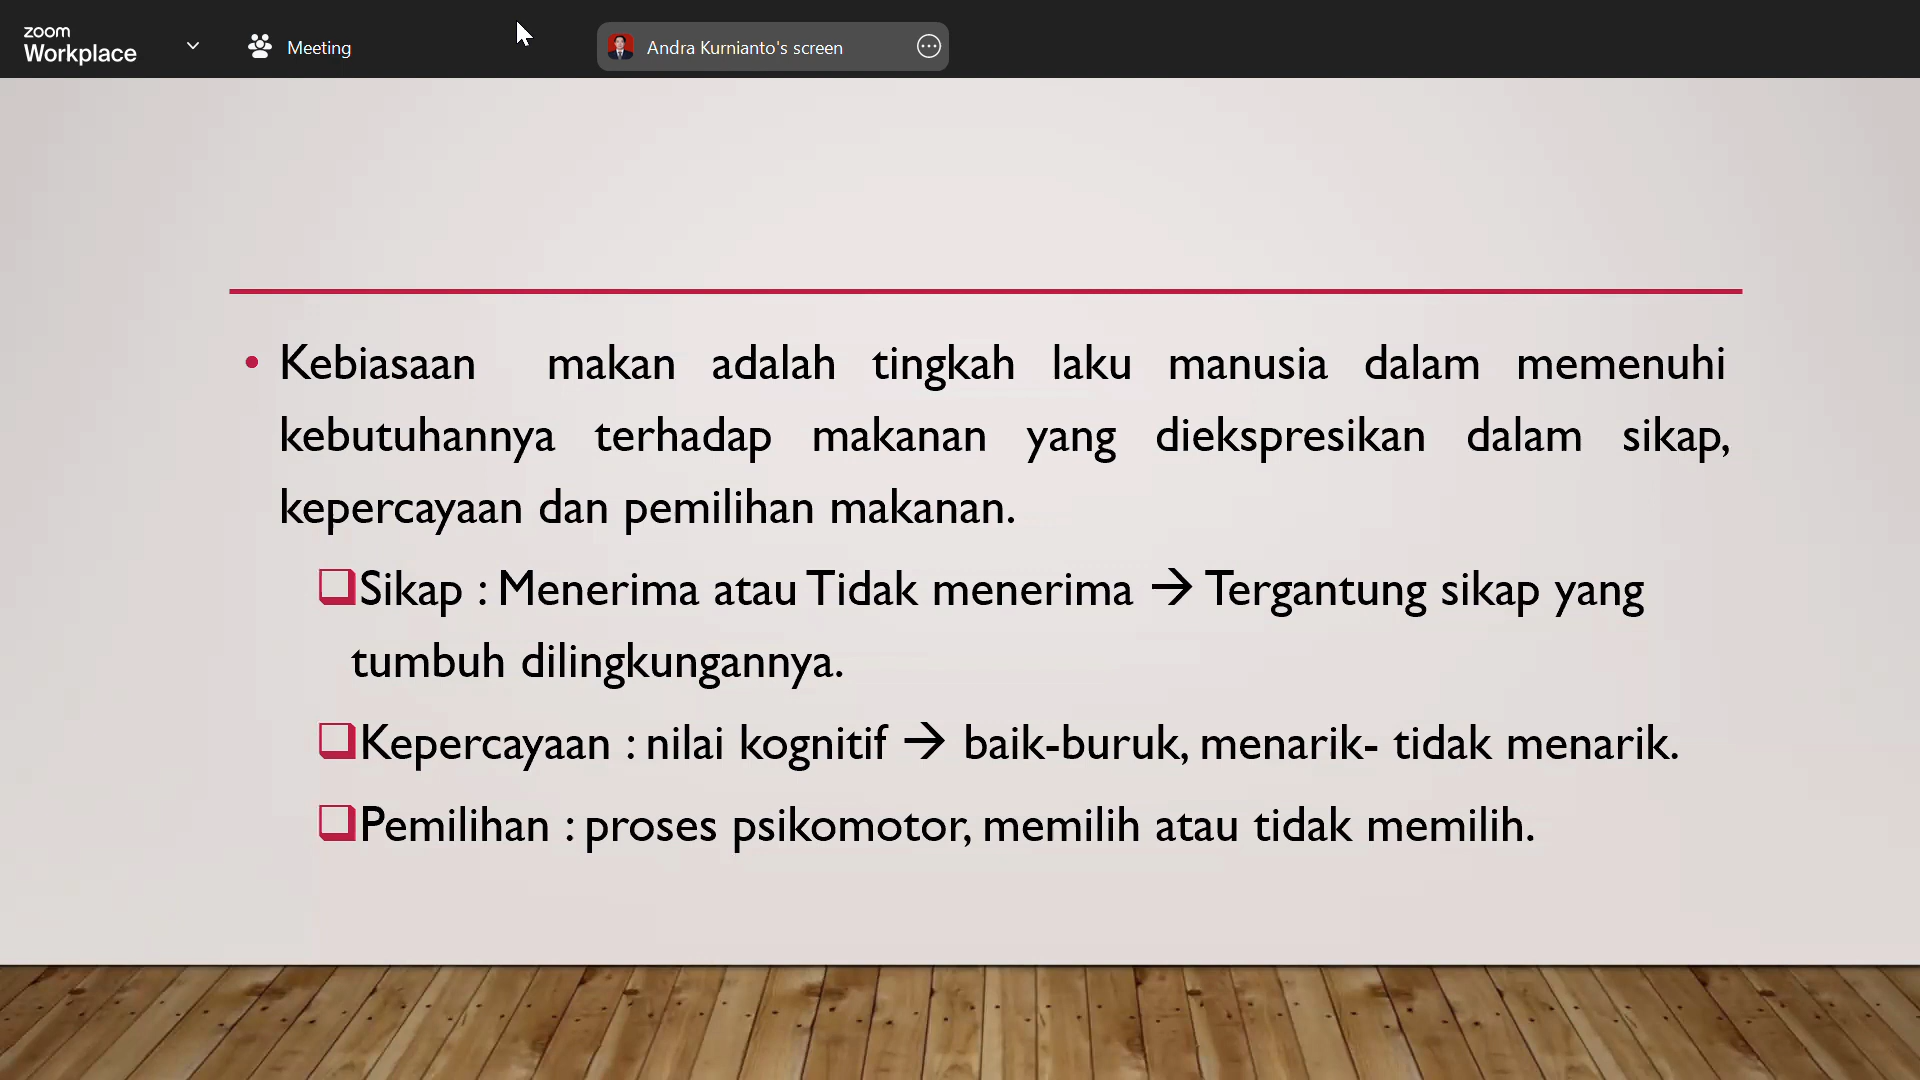 zoom
Workplace
Meeting
Andra Kurnianto's screen
• Kebiasaan makan adalah tingkah laku manusia dalam memenuhi
kebutuhannya terhadap makanan yang diekspresikan dalam sikap,
kepercayaan dan pemilihan makanan.
❑Sikap : Menerima atau Tidak menerima → Tergantung sikap yang
tumbuh dilingkungannya.
❑Kepercayaan : nilai kognitif → baik-buruk, menarik- tidak menarik.
❑Pemilihan : proses psikomotor, memilih atau tidak memilih.